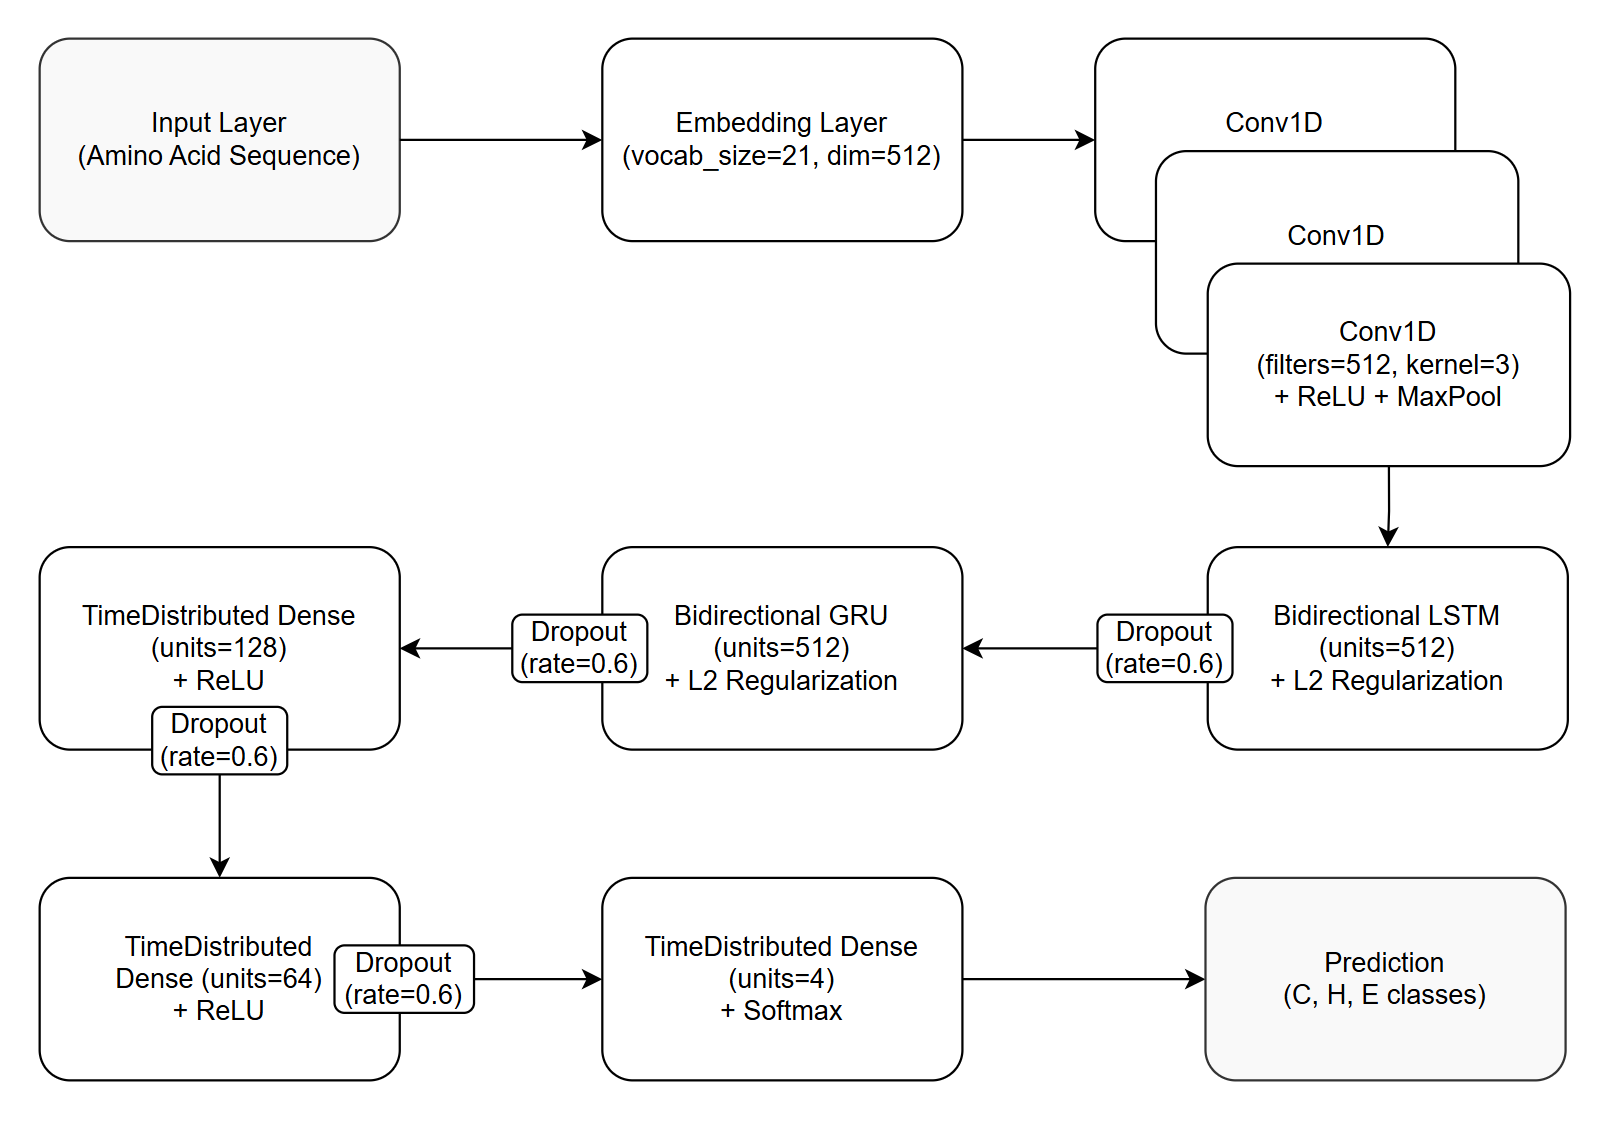 Input Layer
(Amino Acid Sequence)
Embedding Layer
(vocab_size=21, dim=512)
Conv1D
Conv1D
Conv1D
(filters=512, kernel=3)
+ ReLU + MaxPool
Bidirectional LSTM
(units=512)
+ L2 Regularization
Dropout
(rate=0.6)
Bidirectional GRU
(units=512)
+ L2 Regularization
Dropout
(rate=0.6)
TimeDistributed Dense
(units=128)
+ ReLU
Dropout
(rate=0.6)
TimeDistributed
Dense (units=64)
+ ReLU
Dropout
(rate=0.6)
TimeDistributed Dense
(units=4)
+ Softmax
Prediction
(C, H, E classes)